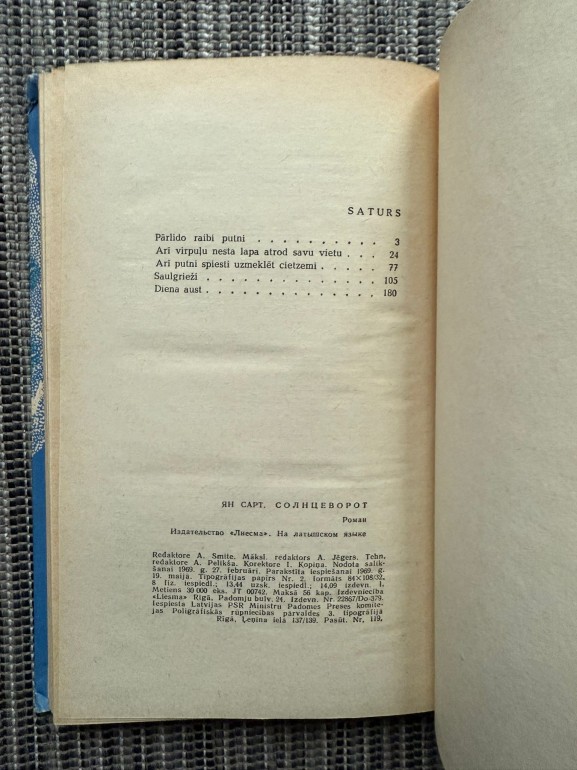 SATURS
Pārlido raibi putni . . . . . . . . . . 3
Arī virpuļu nesta lapa atrod savu vietu . . . 24
Arī putni spiesti uzmeklēt cietzemi . . . . . 77
Saulgrieži . . . . . . . . . . . . . 105
Diena aust . . . . . . . . . . . . . 180
ЯН САРТ, СОЛНЦЕВОРОТ
Роман
Издательство «Лиесма». На латышском языке
Redaktore A. Smite. Māksl. redaktors A. Jēgers. Tehn.
redaktore A. Peļikša. Korektore I. Kopiņa. Nodota salik-
šanai 1969. g. 27. februārī. Parakstīta iespiešanai 1969. g.
19. maijā. Tipogrāfijas papīrs Nr. 2, formāts 84×108/32,
8 fiz. iespiedl.; 13,44 uzsk. iespiedl.; 14,09 izdevn. l.
Metiens 30 000 eks. JT 00742. Maksā 56 kap. Izdevniecība
«Liesma» Rīgā, Padomju bulv. 24. Izdevn. Nr. 22867/Do-379.
Iespiesta Latvijas PSR Ministru Padomes Preses komite-
jas Poligrāfiskās rūpniecības pārvaldes 3. tipogrāfijā
Rīgā, Ļeņina ielā 137/139. Pasūt. Nr. 119,